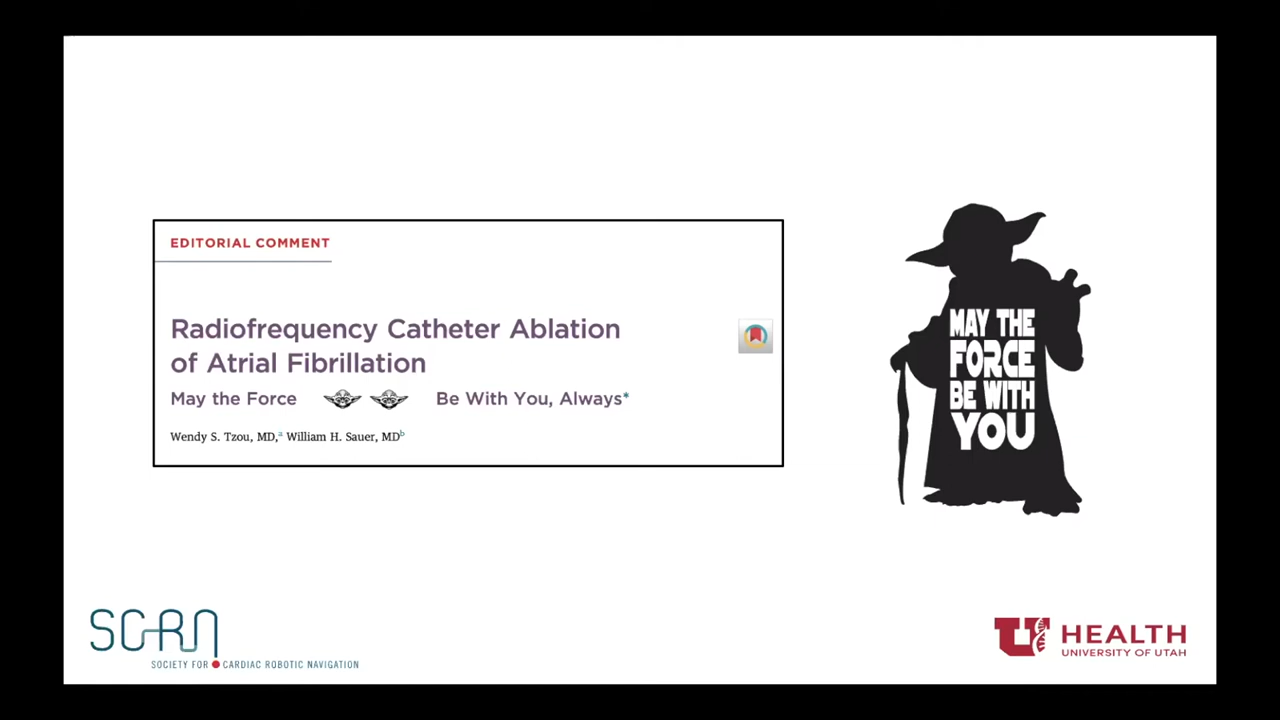 EDITORIAL COMMENT
Radiofrequency Catheter Ablation
of Atrial Fibrillation
May the Force Be With You, Always*
Wendy S. Tzou, MD,a William H. Sauer, MDb
MAY THE
FORCE
BE WITH
YOU
SCRN
SOCIETY FOR CARDIAC ROBOTIC NAVIGATION
U HEALTH
UNIVERSITY OF UTAH